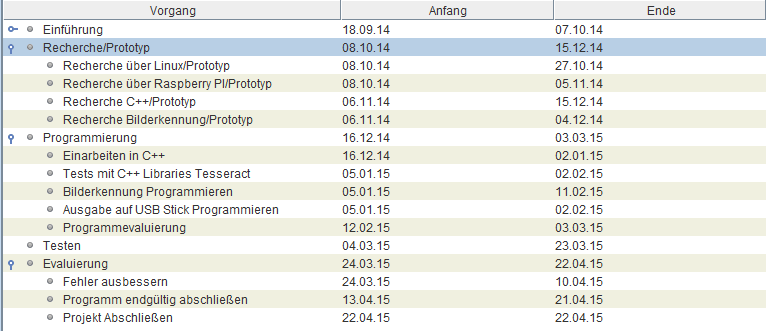 Vorgang Anfang Ende
Einführung 18.09.14 07.10.14
Recherche/Prototyp 08.10.14 15.12.14
Recherche über Linux/Prototyp 08.10.14 27.10.14
Recherche über Raspberry PI/Prototyp 08.10.14 05.11.14
Recherche C++/Prototyp 06.11.14 15.12.14
Recherche Bilderkennung/Prototyp 06.11.14 04.12.14
Programmierung 16.12.14 03.03.15
Einarbeiten in C++ 16.12.14 02.01.15
Tests mit C++ Libraries Tesseract 05.01.15 02.02.15
Bilderkennung Programmieren 05.01.15 11.02.15
Ausgabe auf USB Stick Programmieren 05.01.15 02.02.15
Programmevaluierung 12.02.15 03.03.15
Testen 04.03.15 23.03.15
Evaluierung 24.03.15 22.04.15
Fehler ausbessern 24.03.15 10.04.15
Programm endgültig abschließen 13.04.15 21.04.15
Projekt Abschließen 22.04.15 22.04.15